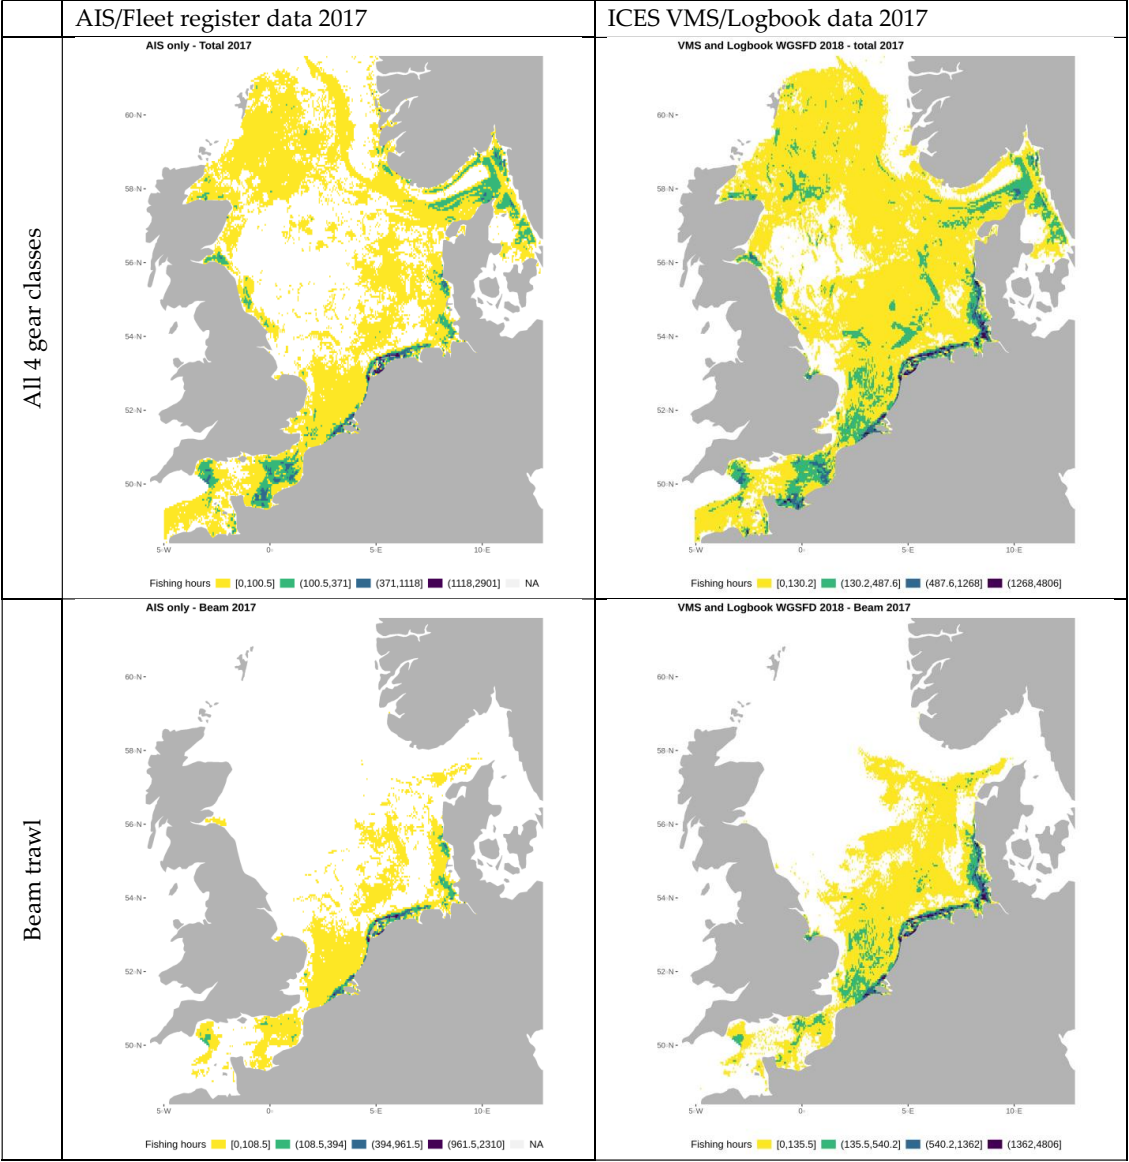 AIS/Fleet register data 2017
ICES VMS/Logbook data 2017
All 4 gear classes
AIS only - Total 2017
60◦N
58◦N
56◦N
54◦N
52◦N
50◦N
5◦W
0◦
5◦E
10◦E
Fishing hours [0,100.5] (100.5,371] (371,1118] (1118,2901] NA
VMS and Logbook WGSFD 2018 - total 2017
60◦N
58◦N
56◦N
54◦N
52◦N
50◦N
5◦W
0◦
5◦E
10◦E
Fishing hours [0,130.2] (130.2,487.6] (487.6,1268] (1268,4806]
Beam trawl
AIS only - Beam 2017
60◦N
58◦N
56◦N
54◦N
52◦N
50◦N
5◦W
0◦
5◦E
10◦E
Fishing hours [0,108.5] (108.5,394] (394,961.5] (961.5,2310] NA
VMS and Logbook WGSFD 2018 - Beam 2017
60◦N
58◦N
56◦N
54◦N
52◦N
50◦N
5◦W
0◦
5◦E
10◦E
Fishing hours [0,135.5] (135.5,540.2] (540.2,1362] (1362,4806]